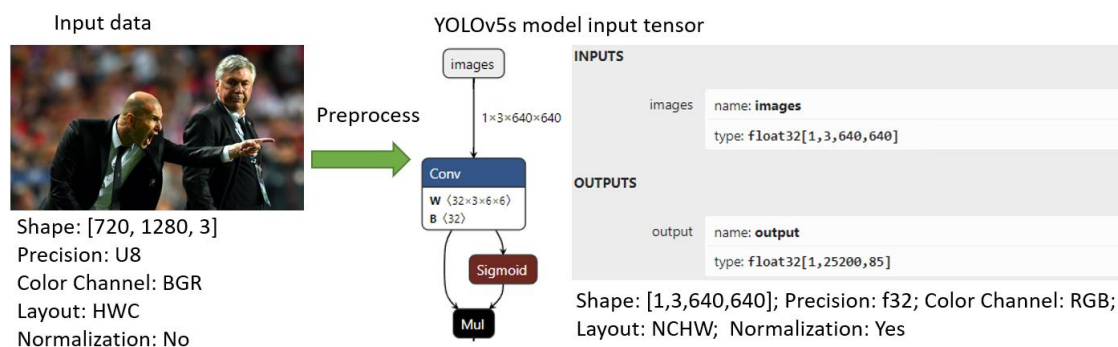 Input data
YOLOv5s model input tensor
images
1×3×640×640
Preprocess
Conv
W ⟨32×3×6×6⟩
B ⟨32⟩
Sigmoid
Mul
INPUTS
images
name: images
type: float32[1,3,640,640]
OUTPUTS
output
name: output
type: float32[1,25200,85]
Shape: [720, 1280, 3]
Precision: U8
Color Channel: BGR
Layout: HWC
Normalization: No
Shape: [1,3,640,640]; Precision: f32; Color Channel: RGB;
Layout: NCHW;  Normalization: Yes